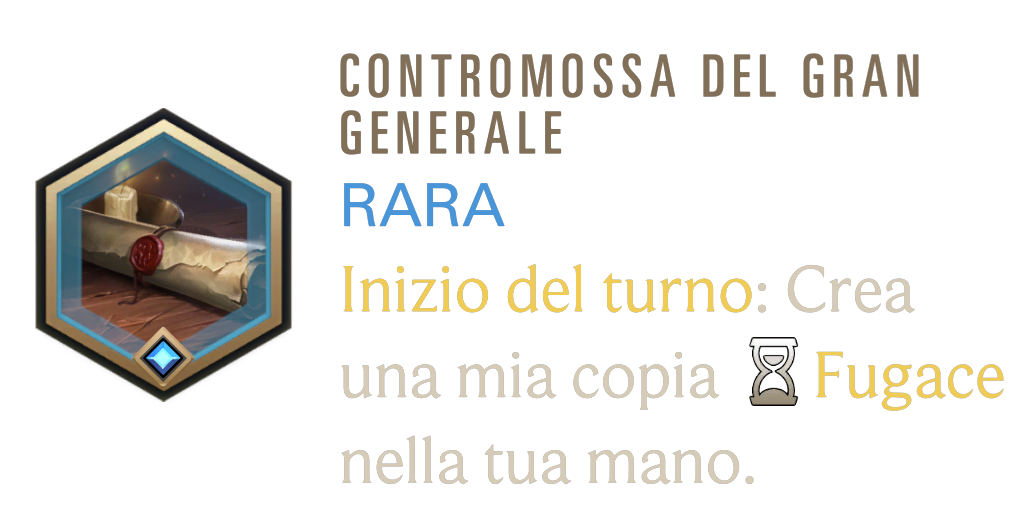 CONTROMOSSA DEL GRAN
GENERALE
RARA
Inizio del turno: Crea
una mia copia Fugace
nella tua mano.